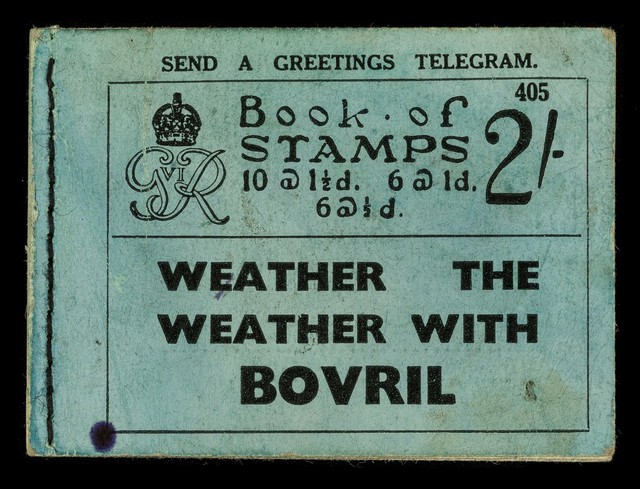 SEND A GREETINGS TELEGRAM.
405
Book · of
STAMPS
2/-
10 @ 1½d. 6 @ 1d.
6 @ ½d.
GVIR
WEATHER THE
WEATHER WITH
BOVRIL